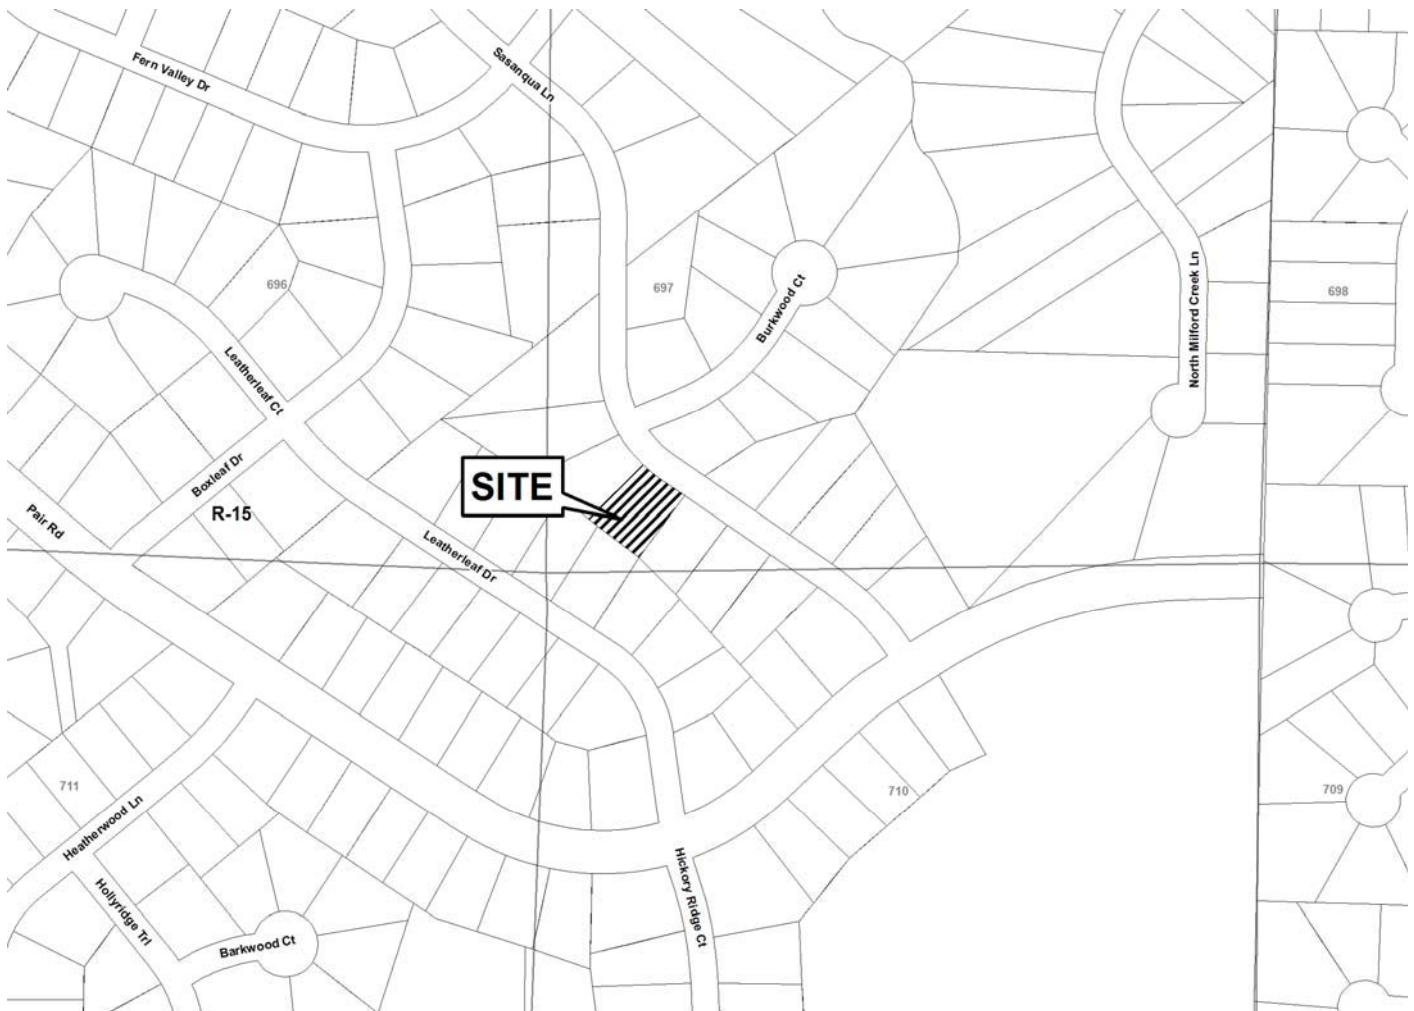 Fern Valley Dr
Sasanqua Ln
696
697
Burkwood Ct
North Milford Creek Ln
698
Leatherleaf Ct
Boxleaf Dr
R-15
SITE
Pair Rd
Leatherleaf Dr
711
710
709
Heatherwood Ln
Hollyridge Trl
Barkwood Ct
Hickory Ridge Ct